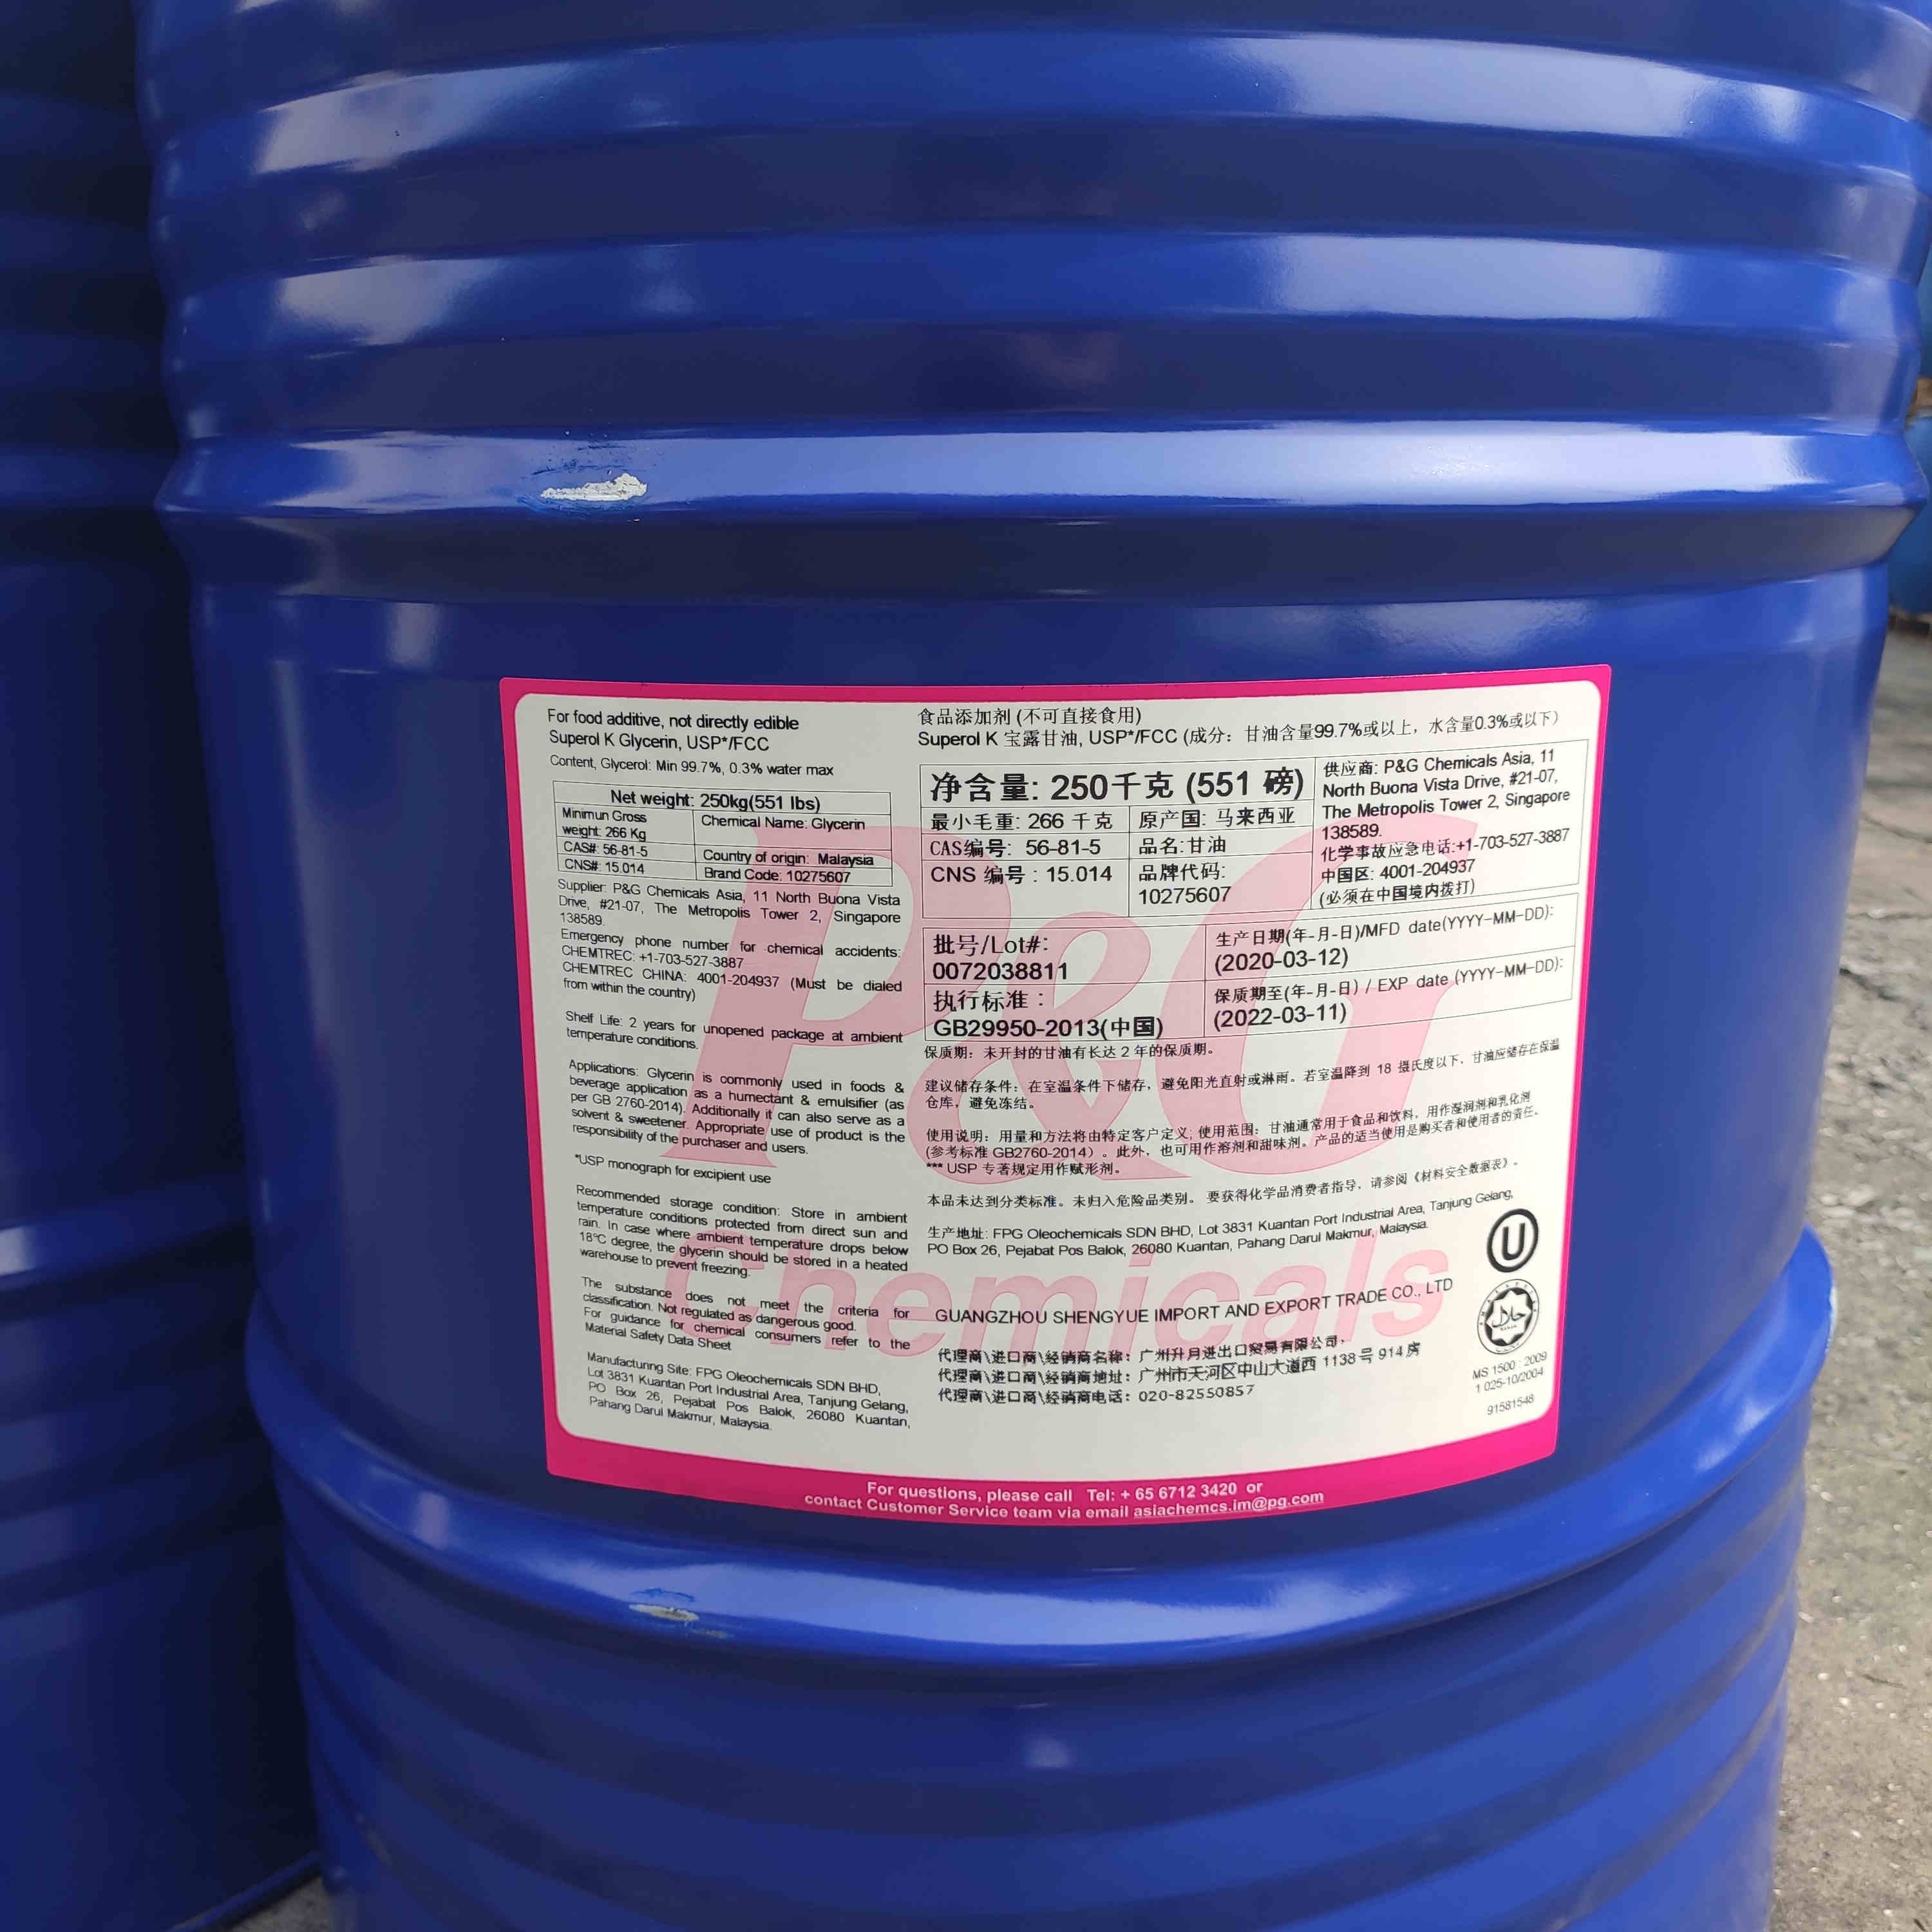 For food additive, not directly edible
Superol K Glycerin, USP*/FCC
Content, Glycerol: Min 99.7%, 0.3% water max
Net weight: 250kg(551 lbs)
Minimun Gross
weight: 266 Kg
Chemical Name: Glycerin
CAS#: 56-81-5
Country of origin: Malaysia
CNS#: 15.014
Brand Code: 10275607
Supplier: P&G Chemicals Asia, 11 North Buona Vista
Drive, #21-07, The Metropolis Tower 2, Singapore
138589.
Emergency phone number for chemical accidents:
CHEMTREC: +1-703-527-3887
CHEMTREC CHINA: 4001-204937 (Must be dialed
from within the country)
Shelf Life: 2 years for unopened package at ambient
temperature conditions.
Applications: Glycerin is commonly used in foods &
beverage application as a humectant & emulsifier (as
per GB 2760-2014). Additionally it can also serve as a
solvent & sweetener. Appropriate use of product is the
responsibility of the purchaser and users.
*USP monograph for excipient use
Recommended storage condition: Store in ambient
temperature conditions protected from direct sun and
rain. In case where ambient temperature drops below
18°C degree, the glycerin should be stored in a heated
warehouse to prevent freezing.
The substance does not meet the criteria for
classification. Not regulated as dangerous good.
For guidance for chemical consumers refer to the
Material Safety Data Sheet
Manufacturing Site: FPG Oleochemicals SDN BHD,
Lot 3831 Kuantan Port Industrial Area, Tanjung Gelang,
PO Box 26, Pejabat Pos Balok, 26080 Kuantan,
Pahang Darul Makmur, Malaysia.
食品添加剂 (不可直接食用)
Superol K 宝露甘油, USP*/FCC (成分：甘油含量99.7%或以上，水含量0.3%或以下)
净含量: 250千克 (551 磅)
最小毛重: 266 千克
原产国: 马来西亚
CAS编号: 56-81-5
品名:甘油
CNS 编号：15.014
品牌代码:
10275607
供应商: P&G Chemicals Asia, 11
North Buona Vista Drive, #21-07,
The Metropolis Tower 2, Singapore
138589.
化学事故应急电话:+1-703-527-3887
中国区: 4001-204937
(必须在中国境内拨打)
批号/Lot#:
0072038811
生产日期(年-月-日)/MFD date(YYYY-MM-DD):
(2020-03-12)
执行标准：
GB29950-2013(中国)
保质期至(年-月-日) / EXP date (YYYY-MM-DD):
(2022-03-11)
保质期：未开封的甘油有长达 2 年的保质期。
建议储存条件：在室温条件下储存，避免阳光直射或淋雨。若室温降到 18 摄氏度以下，甘油应储存在保温
仓库，避免冻结。
使用说明：用量和方法将由特定客户定义; 使用范围：甘油通常用于食品和饮料，用作湿润剂和乳化剂
(参考标准 GB2760-2014) 。此外，也可用作溶剂和甜味剂。产品的适当使用是购买者和使用者的责任。
*** USP 专著规定用作赋形剂。
本品未达到分类标准。未归入危险品类别。 要获得化学品消费者指导，请参阅《材料安全数据表》。
生产地址: FPG Oleochemicals SDN BHD, Lot 3831 Kuantan Port Industrial Area, Tanjung Gelang,
PO Box 26, Pejabat Pos Balok, 26080 Kuantan, Pahang Darul Makmur, Malaysia.
GUANGZHOU SHENGYUE IMPORT AND EXPORT TRADE CO., LTD
代理商\进口商\经销商名称：广州升月进出口贸易有限公司，
代理商\进口商\经销商地址：广州市天河区中山大道西 1138 号 914 房
代理商\进口商\经销商电话：020-82550857
P&G
Chemicals
U
حلال
MS 1500 : 2009
1 025-10/2004
91581548
For questions, please call Tel: + 65 6712 3420 or
contact Customer Service team via email asiachemcs.im@pg.com